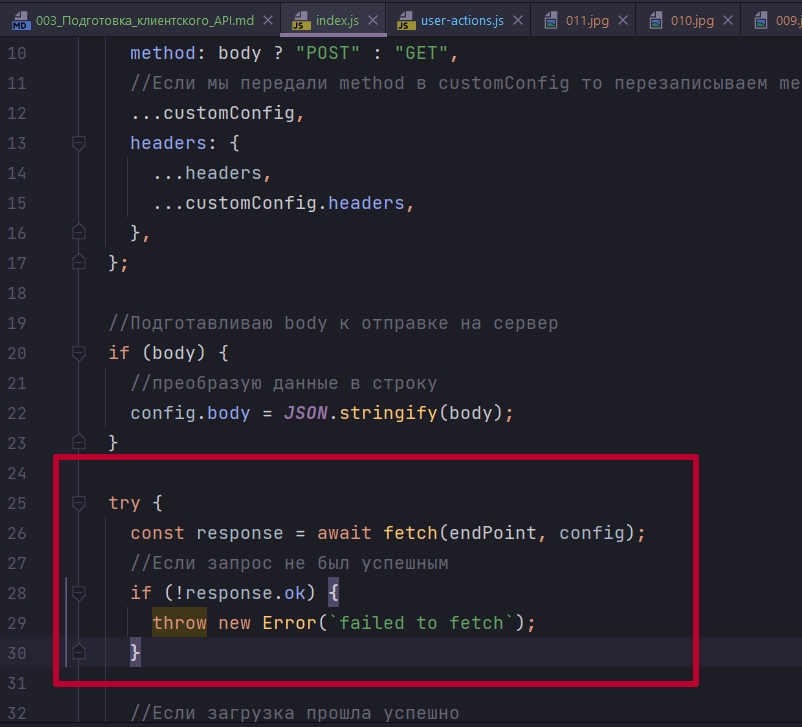 003_Подготовка_клиентского_API.md index.js user-actions.js 011.jpg 010.jpg 009.j
10 method: body ? "POST" : "GET",
11 //Если мы передали method в customConfig то перезаписываем me
12 ...customConfig,
13 headers: {
14 ...headers,
15 ...customConfig.headers,
16 },
17 };
18
19 //Подготавливаю body к отправке на сервер
20 if (body) {
21 //преобразую данные в строку
22 config.body = JSON.stringify(body);
23 }
24
25 try {
26 const response = await fetch(endPoint, config);
27 //Если запрос не был успешным
28 if (!response.ok) {
29 throw new Error(`failed to fetch`);
30 }
31
32 //Если загрузка прошла успешно